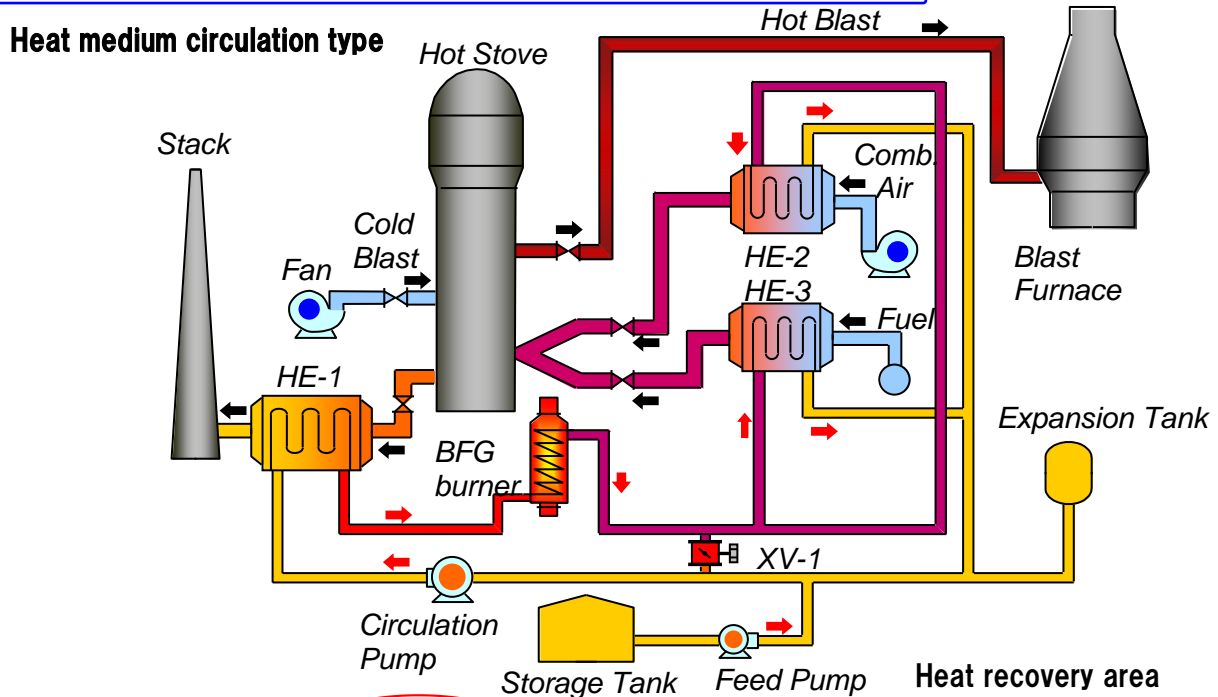 Heat medium circulation type
Hot Blast
Hot Stove
Stack
Comb.
Air
Cold
Blast
Fan
HE-2
HE-3
Blast
Furnace
Fuel
HE-1
Expansion Tank
BFG
burner
XV-1
Circulation
Pump
Storage Tank
Feed Pump
Heat recovery area